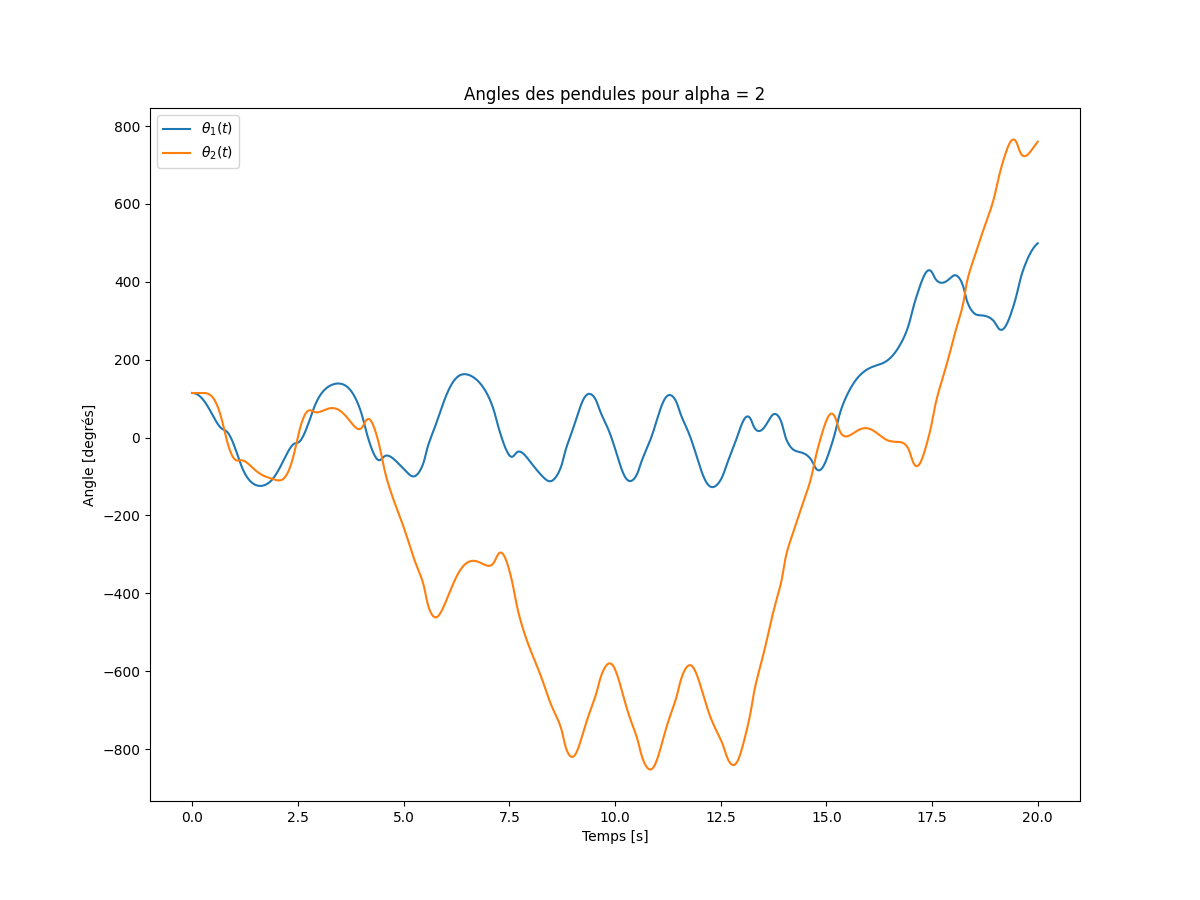 Angles des pendules pour alpha = 2
θ₁(t)
θ₂(t)
Angle [degrés]
800
600
400
200
0
−200
−400
−600
−800
0.0 2.5 5.0 7.5 10.0 12.5 15.0 17.5 20.0
Temps [s]